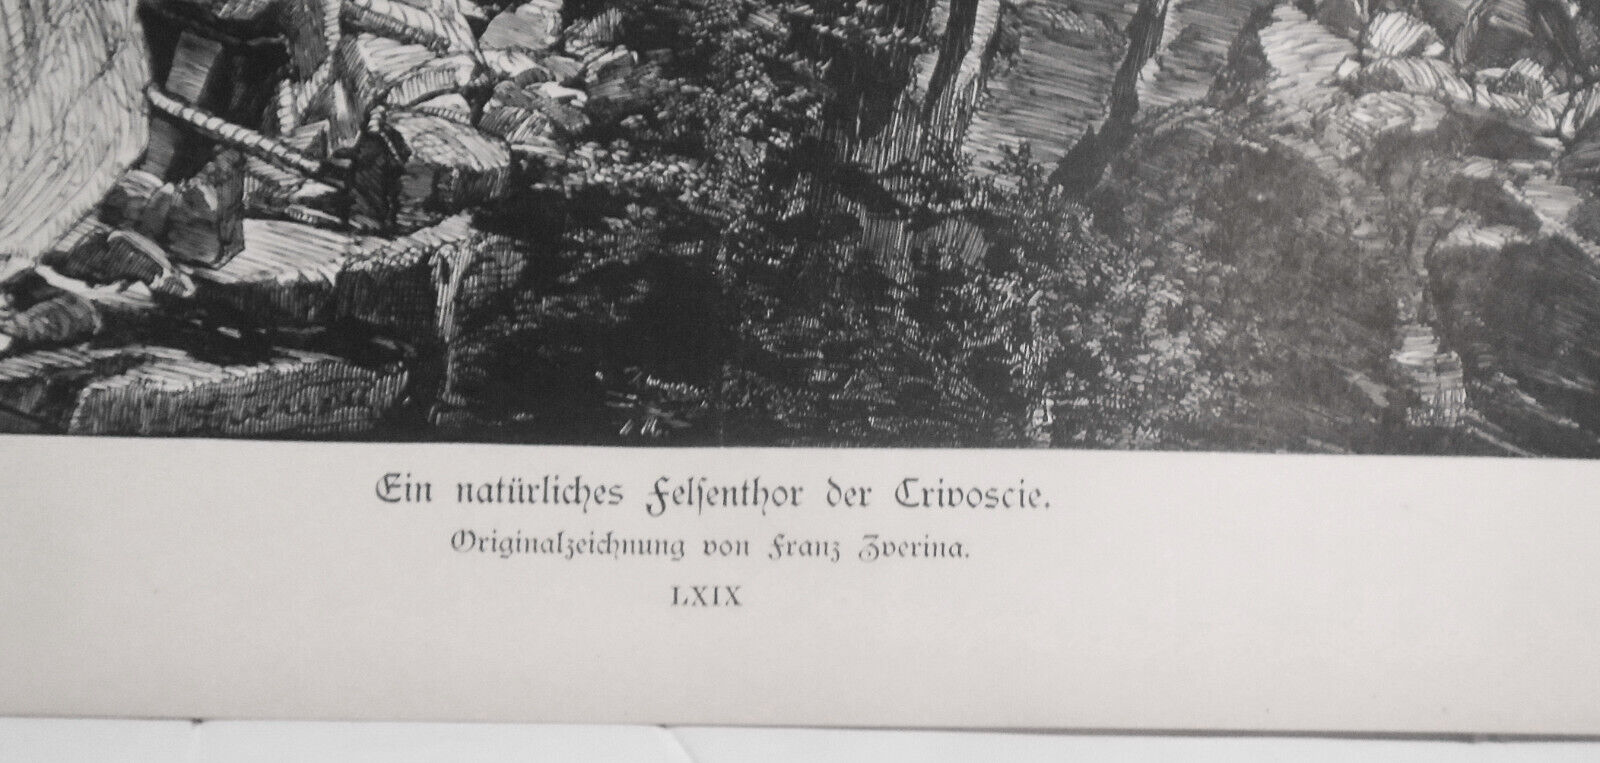 Ein natürliches Felsenthor der Crivoscie.
Originalzeichnung von Franz Zverina.
LXIX